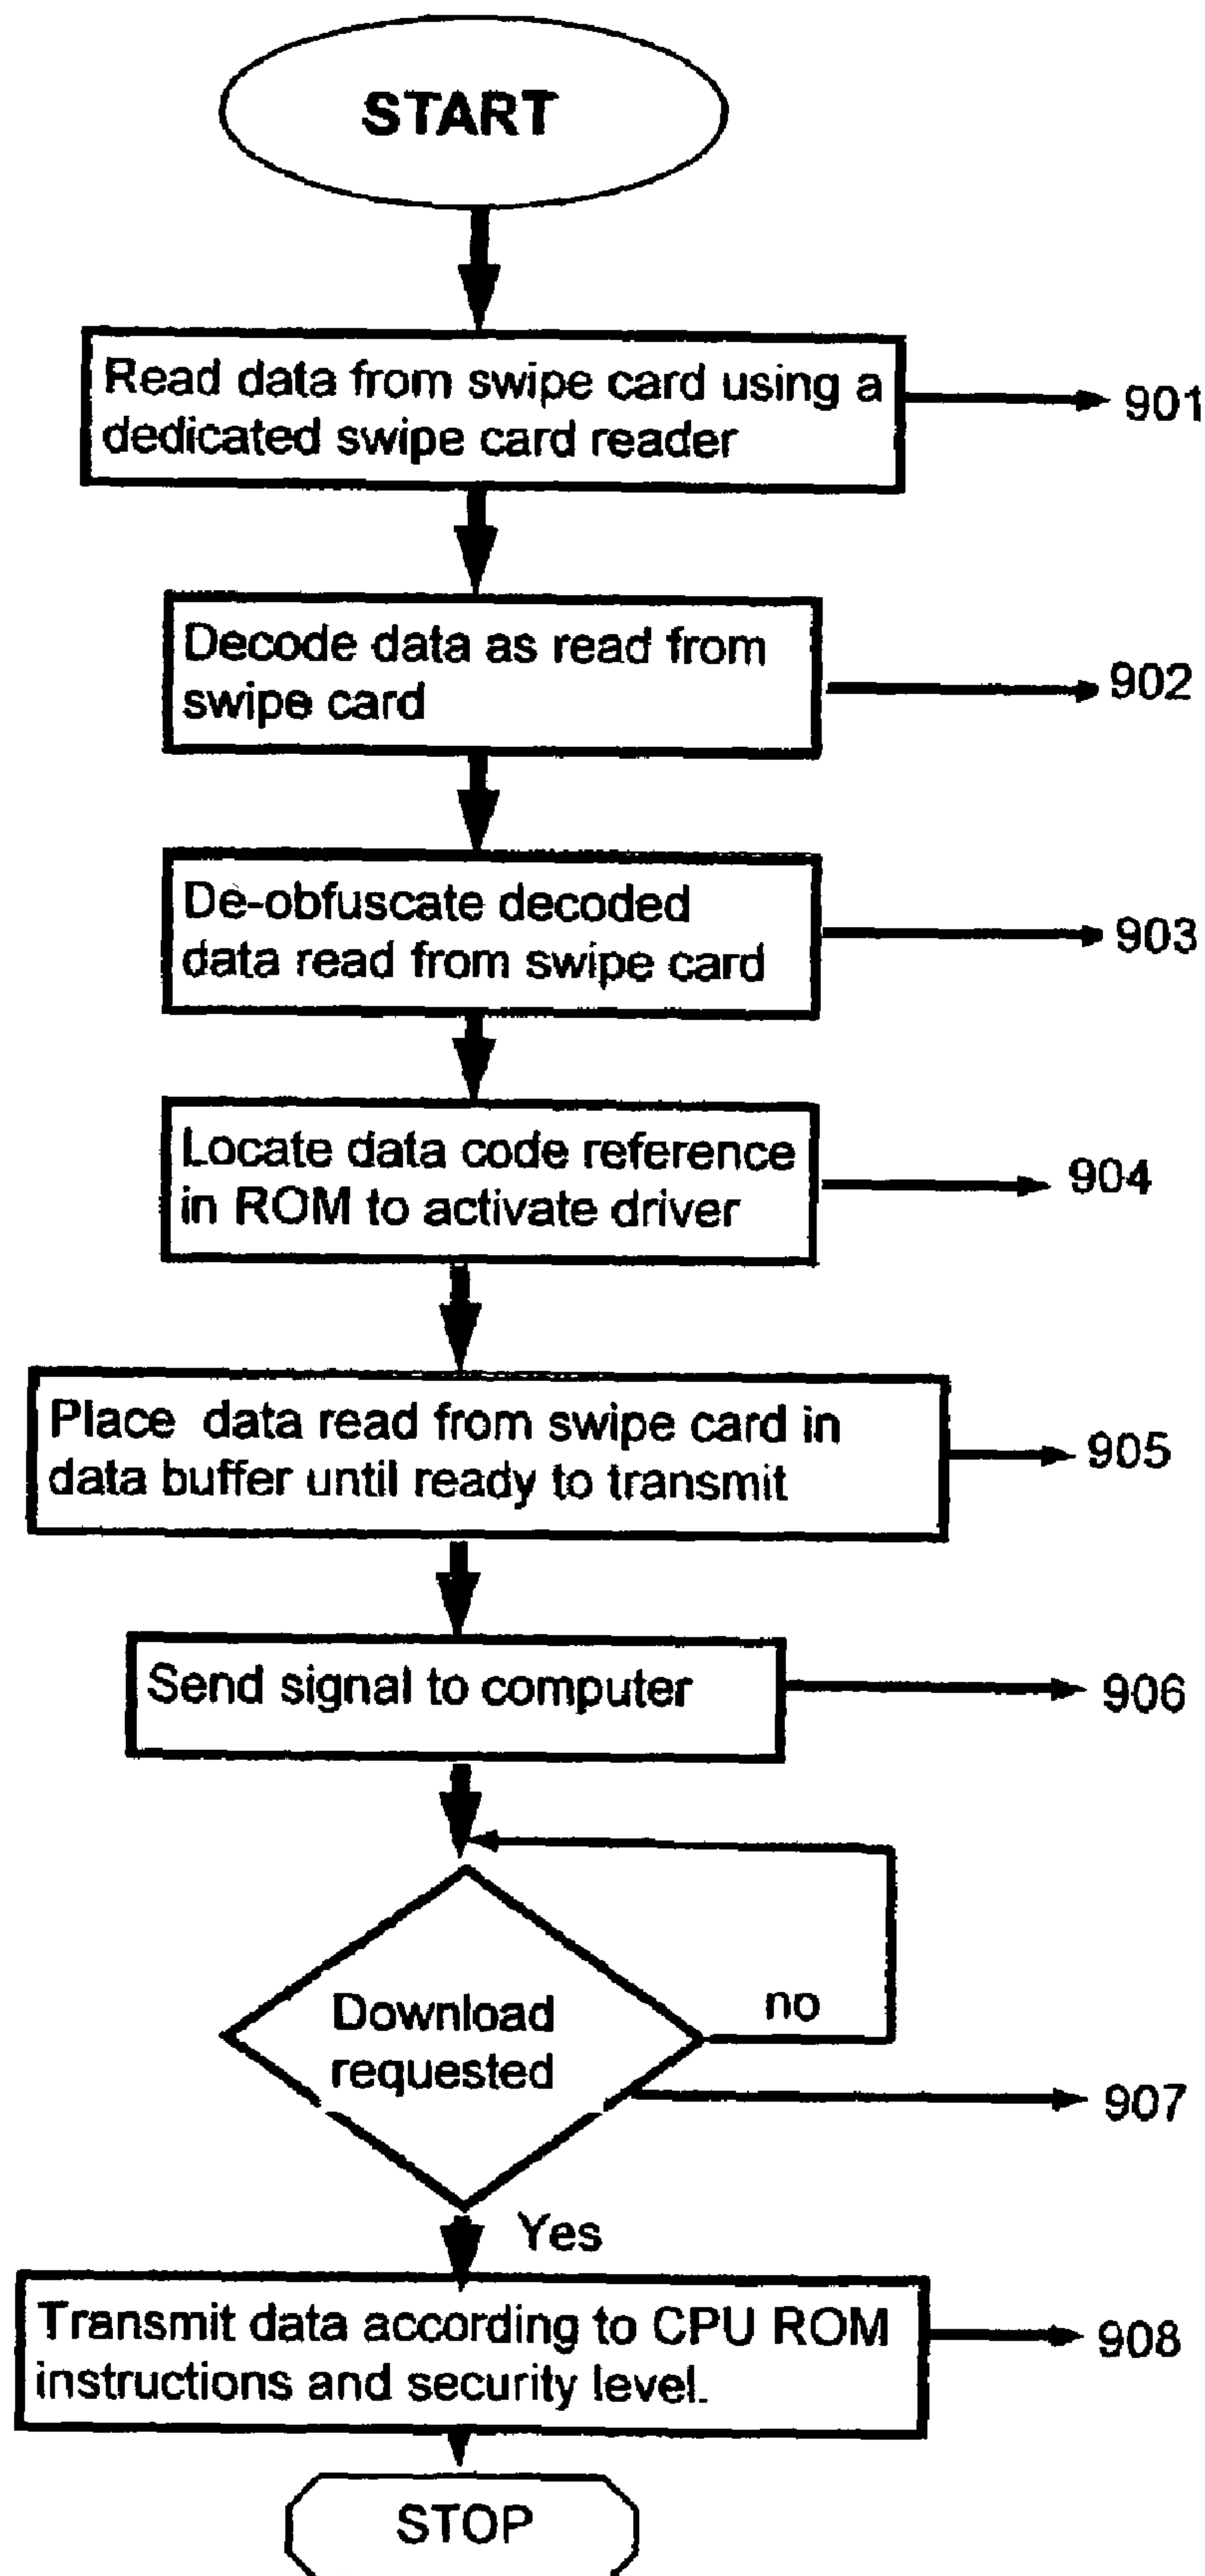 START
Read data from swipe card using a
dedicated swipe card reader
901
Decode data as read from
swipe card
902
De-obfuscate decoded
data read from swipe card
903
Locate data code reference
in ROM to activate driver
904
Place data read from swipe card in
data buffer until ready to transmit
905
Send signal to computer
906
Download
requested
no
907
Yes
Transmit data according to CPU ROM
instructions and security level.
908
STOP